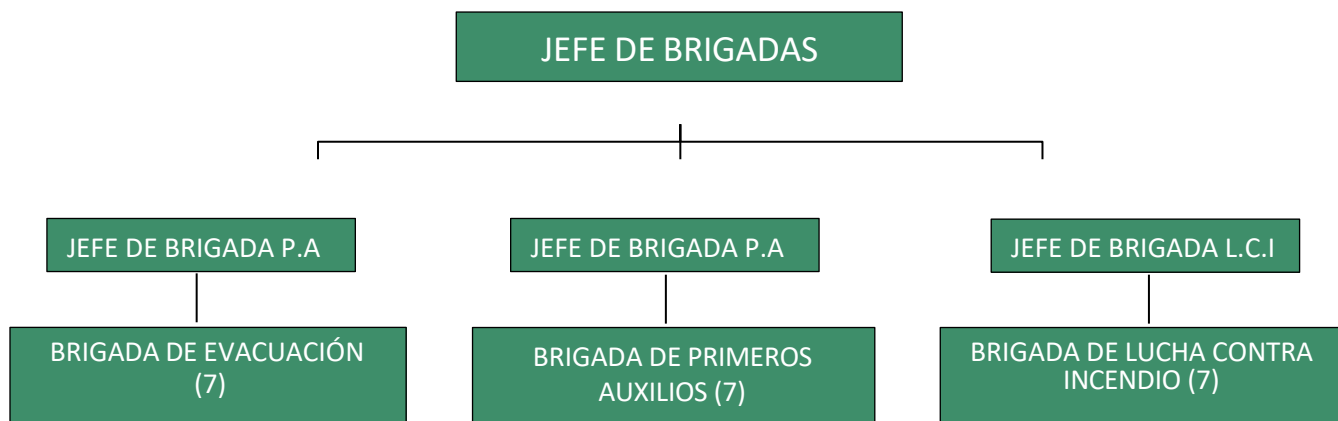 JEFE DE BRIGADAS
JEFE DE BRIGADA P.A
JEFE DE BRIGADA P.A
JEFE DE BRIGADA L.C.I
BRIGADA DE EVACUACIÓN
(7)
BRIGADA DE PRIMEROS
AUXILIOS (7)
BRIGADA DE LUCHA CONTRA
INCENDIO (7)